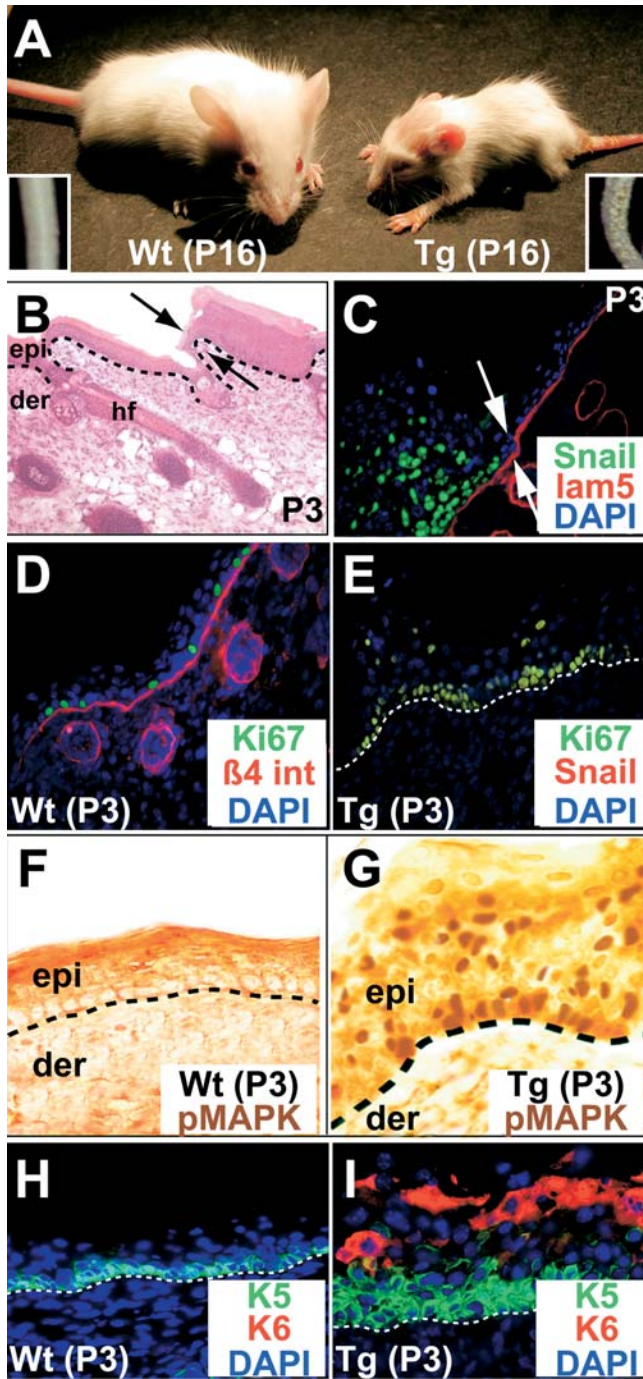 A
Wt (P16)
Tg (P16)
B
epi
der
hf
P3
C
P3
Snail
lam5
DAPI
D
Ki67
ß4 int
DAPI
Wt (P3)
E
Ki67
Snail
DAPI
Tg (P3)
F
epi
der
Wt (P3)
pMAPK
G
epi
der
Tg (P3)
pMAPK
H
K5
K6
DAPI
Wt (P3)
I
K5
K6
DAPI
Tg (P3)